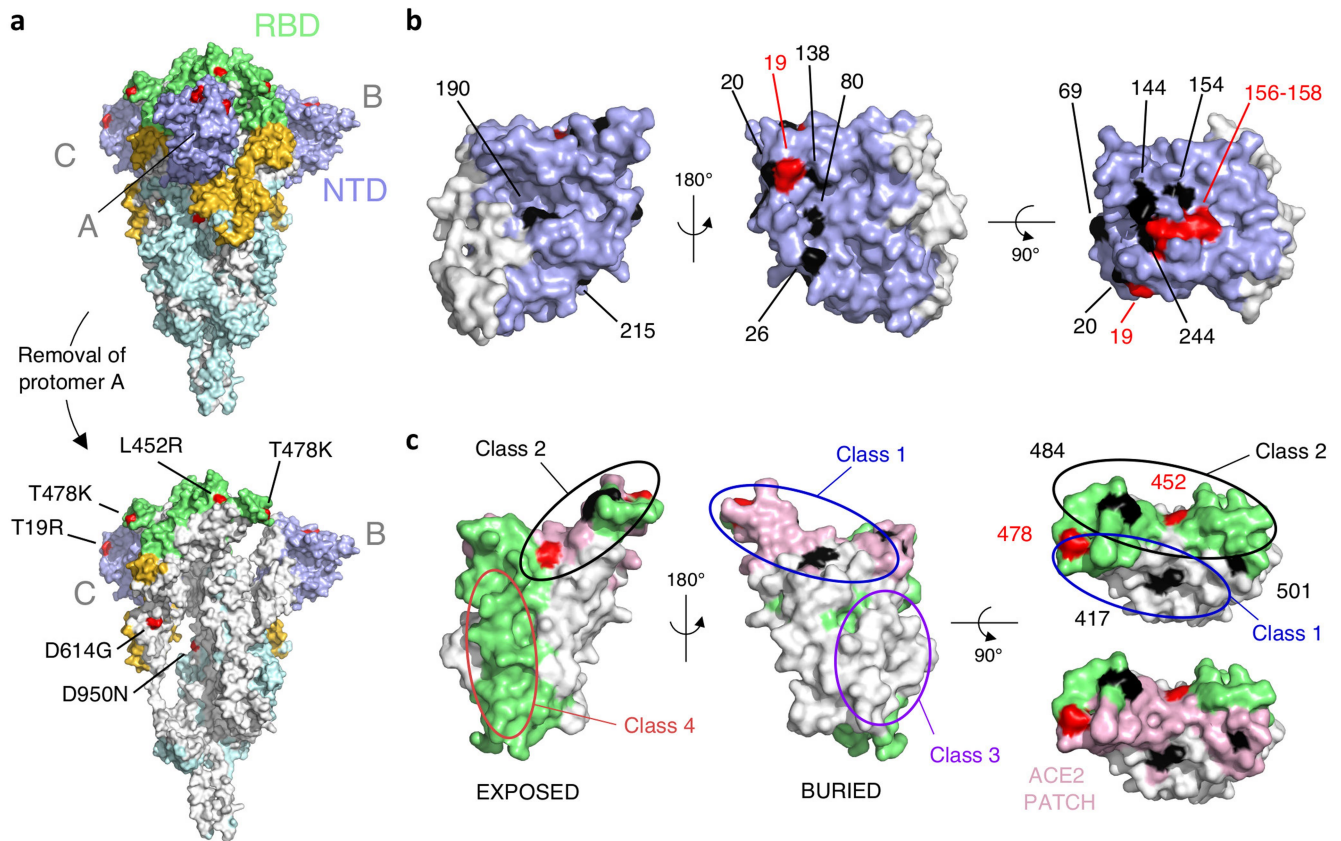 a
RBD
B
C
NTD
A
Removal of
protomer A
L452R
T478K
T478K
T19R
B
C
D614G
D950N
b
190
215
180°
20
19
138
80
26
90°
69
144
154
156-158
20
19
244
c
Class 2
Class 4
EXPOSED
180°
Class 1
Class 3
BURIED
90°
484
Class 2
452
478
501
417
Class 1
ACE2
PATCH